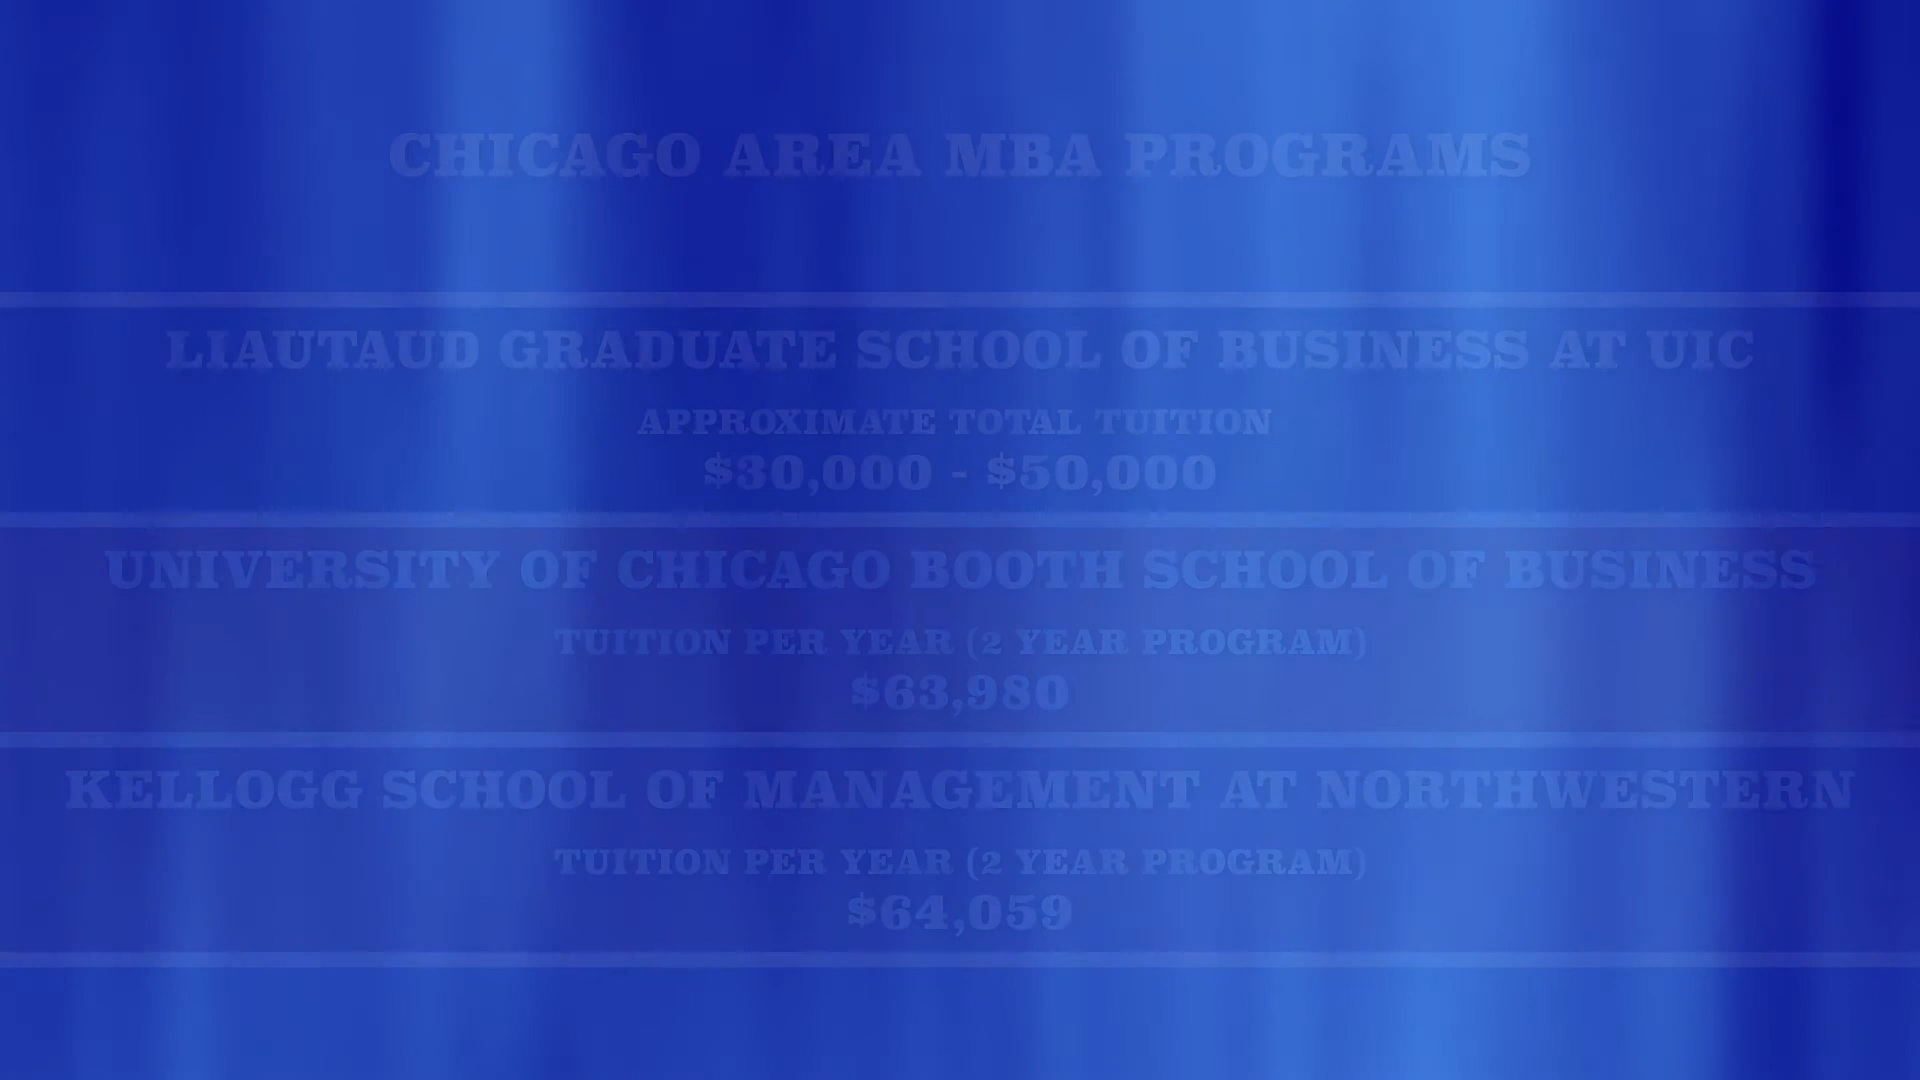 CHICAGO AREA MBA PROGRAMS
LIAUTAUD GRADUATE SCHOOL OF BUSINESS AT UIC
APPROXIMATE TOTAL TUITION
$30,000 - $50,000
UNIVERSITY OF CHICAGO BOOTH SCHOOL OF BUSINESS
TUITION PER YEAR (2 YEAR PROGRAM)
$63,980
KELLOGG SCHOOL OF MANAGEMENT AT NORTHWESTERN
TUITION PER YEAR (2 YEAR PROGRAM)
$64,059